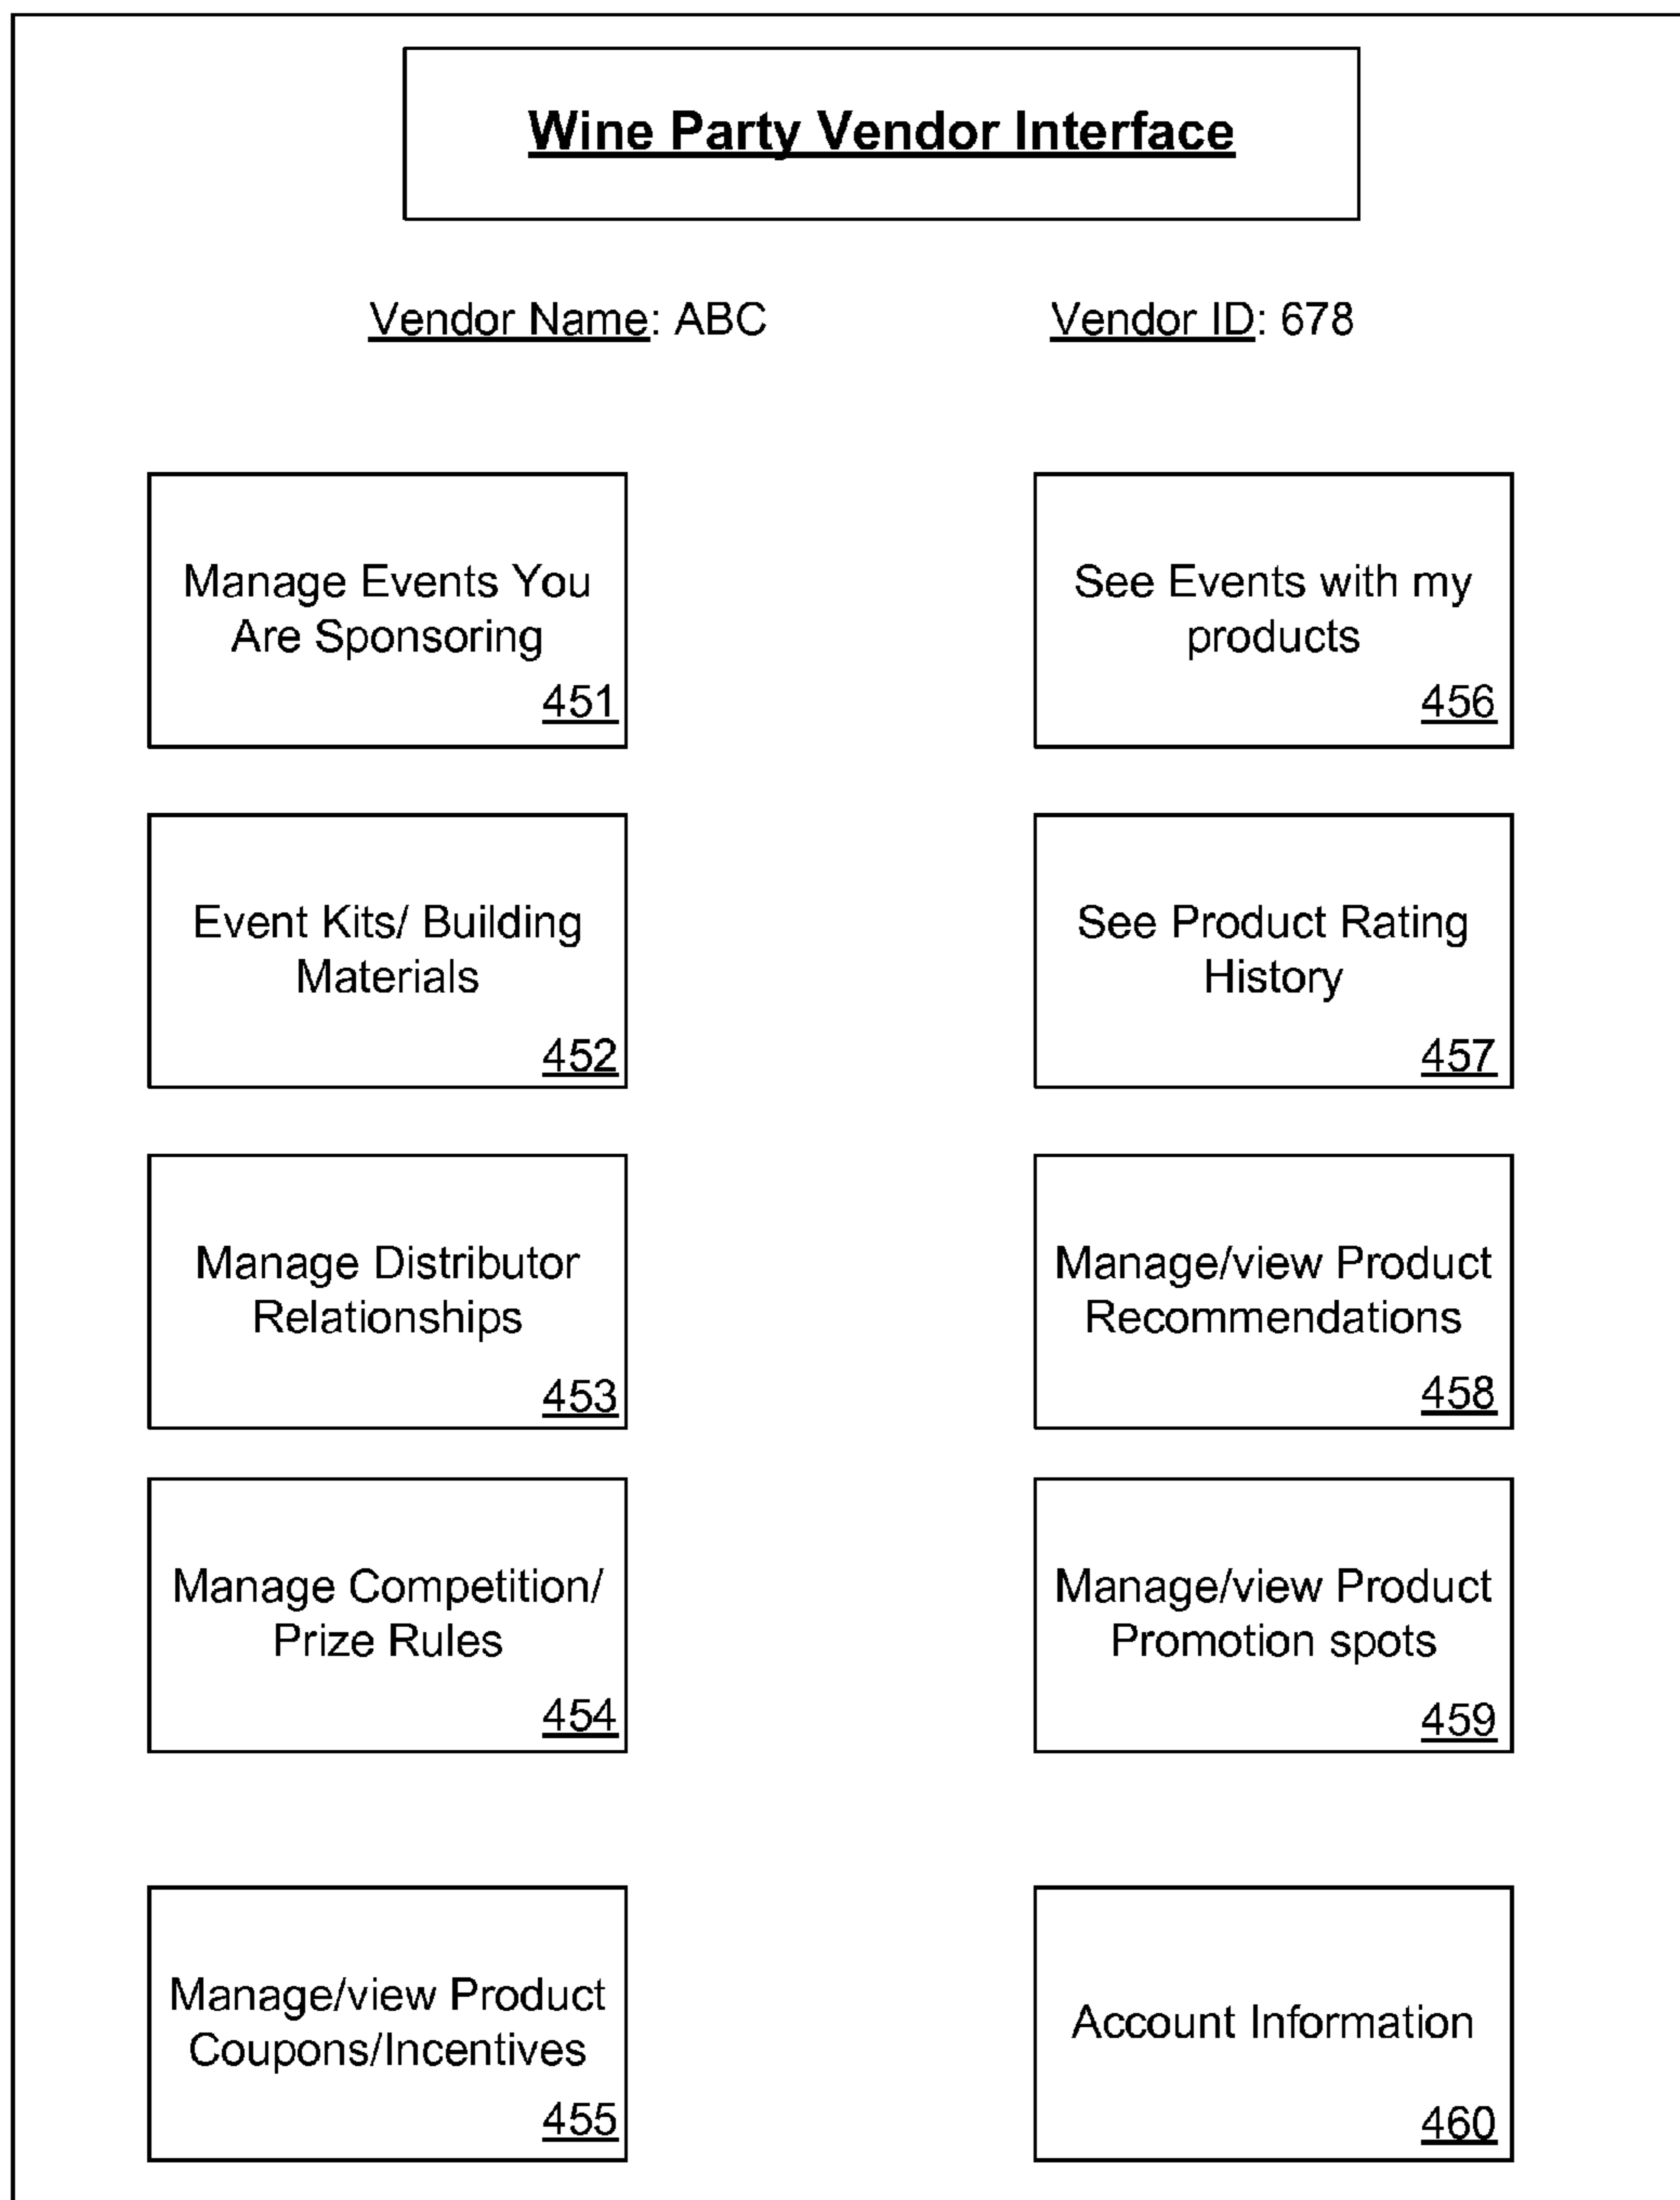 Wine Party Vendor Interface
Vendor Name: ABC
Vendor ID: 678
Manage Events You
Are Sponsoring
451
See Events with my
products
456
Event Kits/ Building
Materials
452
See Product Rating
History
457
Manage Distributor
Relationships
453
Manage/view Product
Recommendations
458
Manage Competition/
Prize Rules
454
Manage/view Product
Promotion spots
459
Manage/view Product
Coupons/Incentives
455
Account Information
460